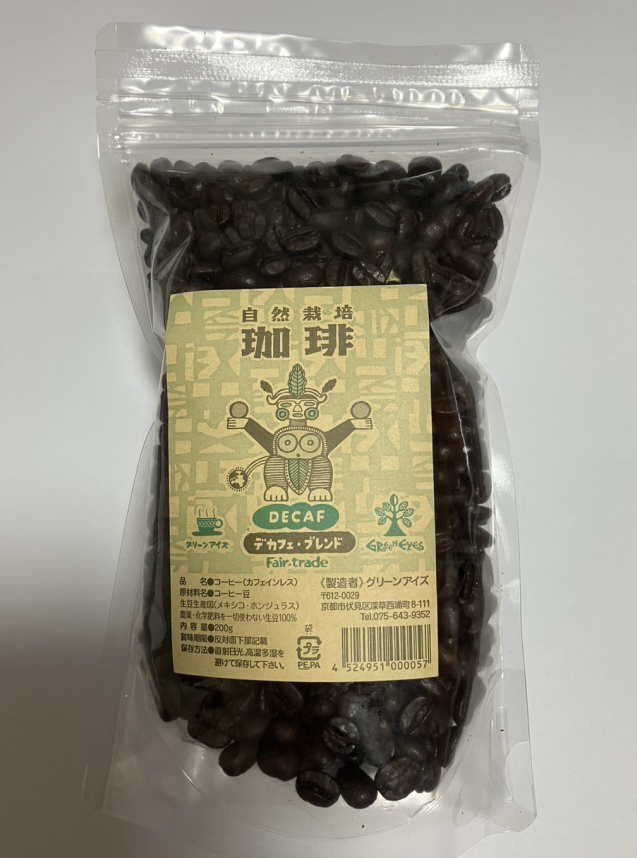 自然栽培
珈琲
DECAF
デカフェ・ブレンド
Fair-trade
グリーンアイズ
GREEN EYES
品　名●コーヒー(カフェインレス)
原材料名●コーヒー豆
生豆生産国(メキシコ・ホンジュラス)
農薬・化学肥料を一切使わない生豆100%
内容量●200g
賞味期限●反対面下部記載
保存方法●直射日光、高温多湿を
避けて保存して下さい。
《製造者》グリーンアイズ
〒612-0029
京都市伏見区深草西浦町8-111
Tel.075-643-9352
袋
プラ
PE,PA
4 524951 000057